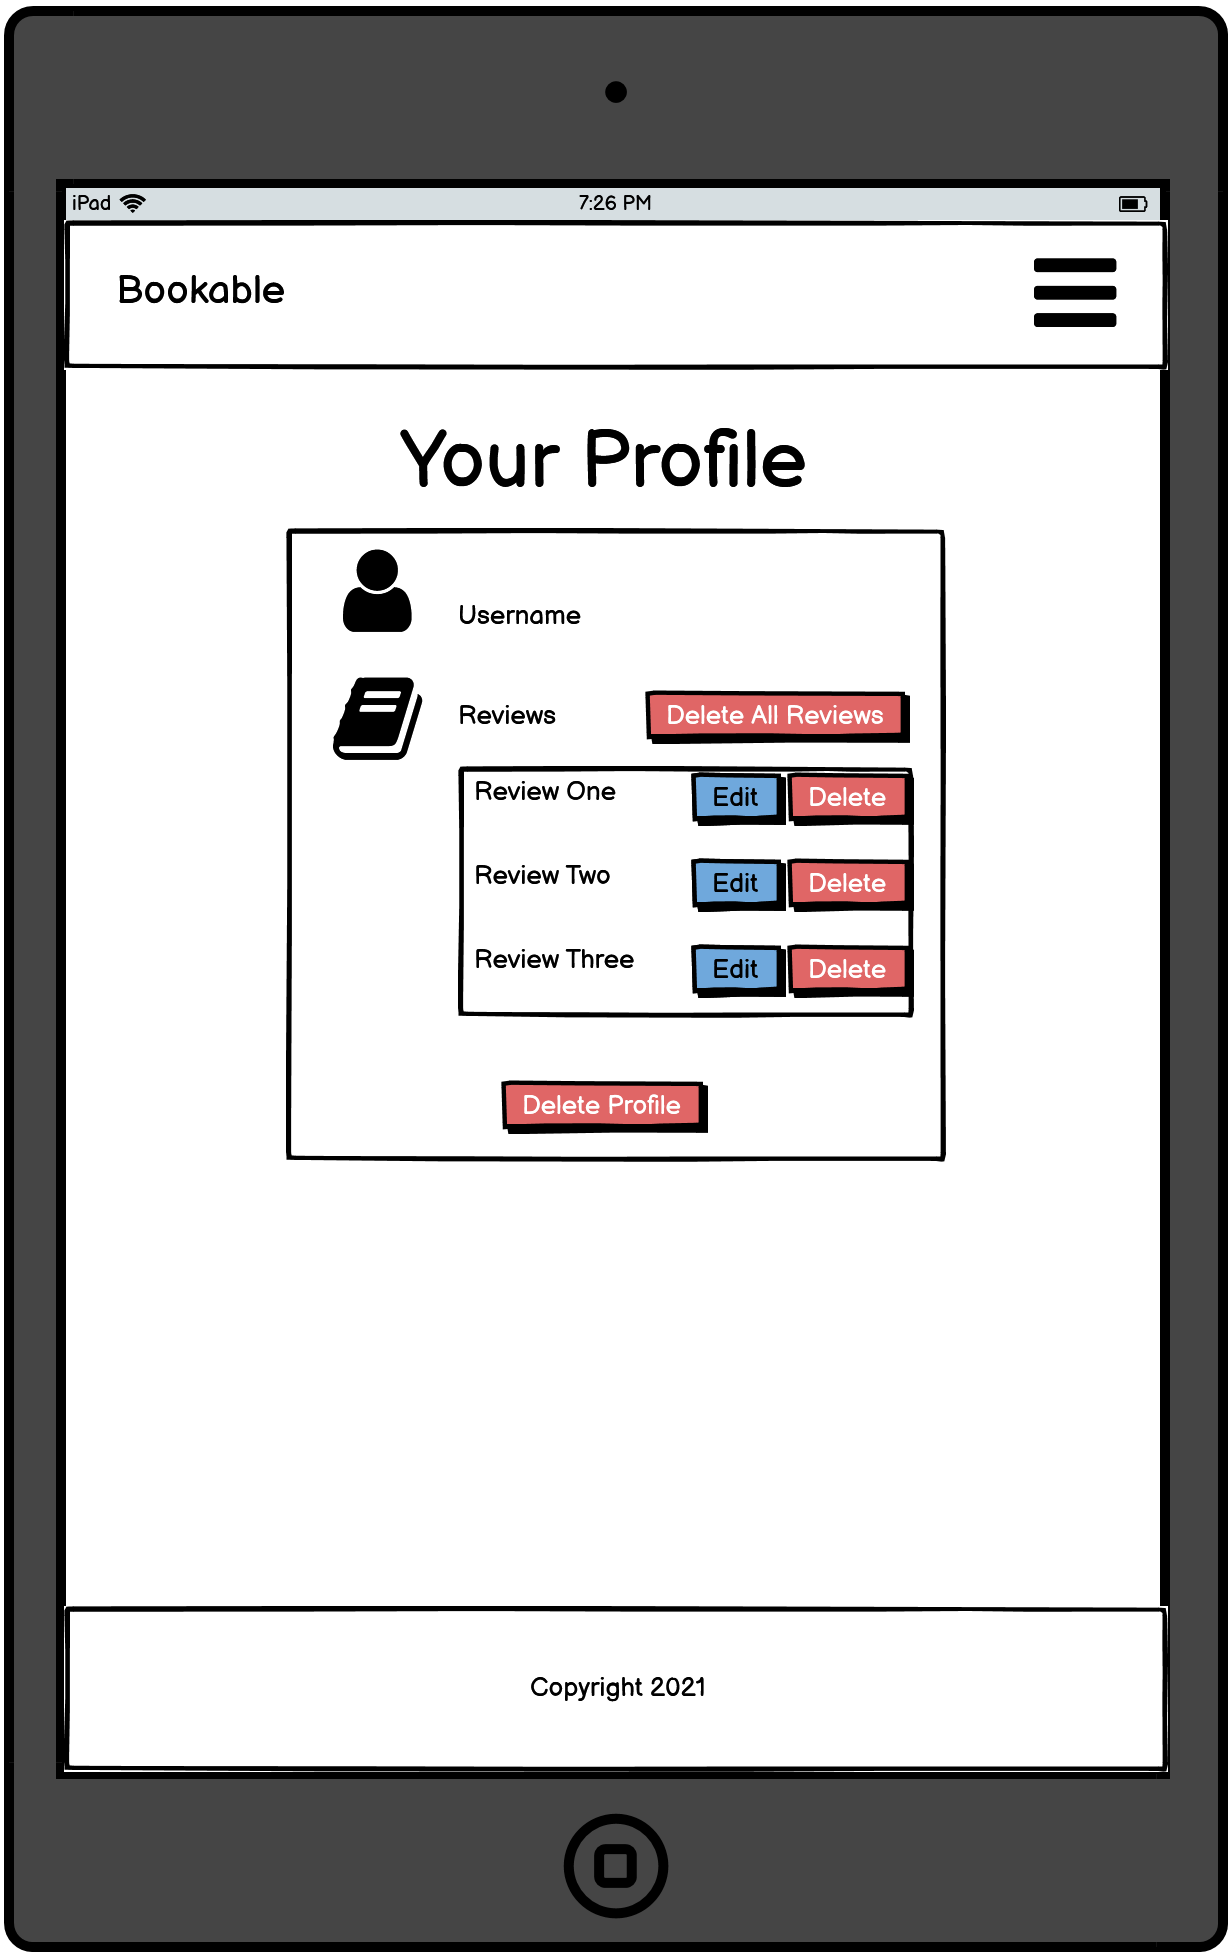 iPad 7:26 PM
Bookable
Your Profile
Username
Reviews Delete All Reviews
Review One Edit Delete
Review Two Edit Delete
Review Three Edit Delete
Delete Profile
Copyright 2021